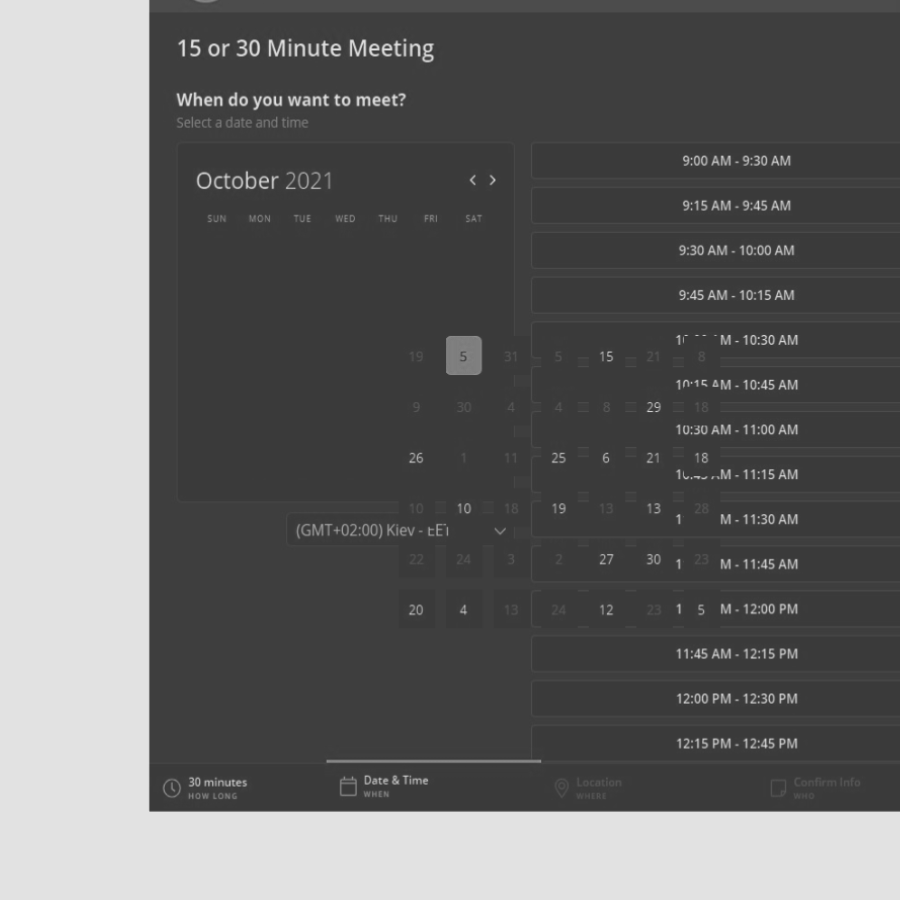 15 or 30 Minute Meeting
When do you want to meet?
Select a date and time
October 2021
SUN MON TUE WED THU FRI SAT
9:00 AM - 9:30 AM
9:15 AM - 9:45 AM
9:30 AM - 10:00 AM
9:45 AM - 10:15 AM
M - 10:30 AM
19 5 31 5 15 21 8
10:15 AM - 10:45 AM
9 30 4 4 8 29 18
10:30 AM - 11:00 AM
26 1 11 25 6 21 18
10:45 AM - 11:15 AM
10 10 18 19 13 13 28
M - 11:30 AM
(GMT+02:00) Kiev - EET
22 24 3 2 27 30 23
M - 11:45 AM
20 4 13 24 12 23 5
M - 12:00 PM
11:45 AM - 12:15 PM
12:00 PM - 12:30 PM
12:15 PM - 12:45 PM
30 minutes
HOW LONG
Date & Time
WHEN
Location
WHERE
Confirm Info
WHO